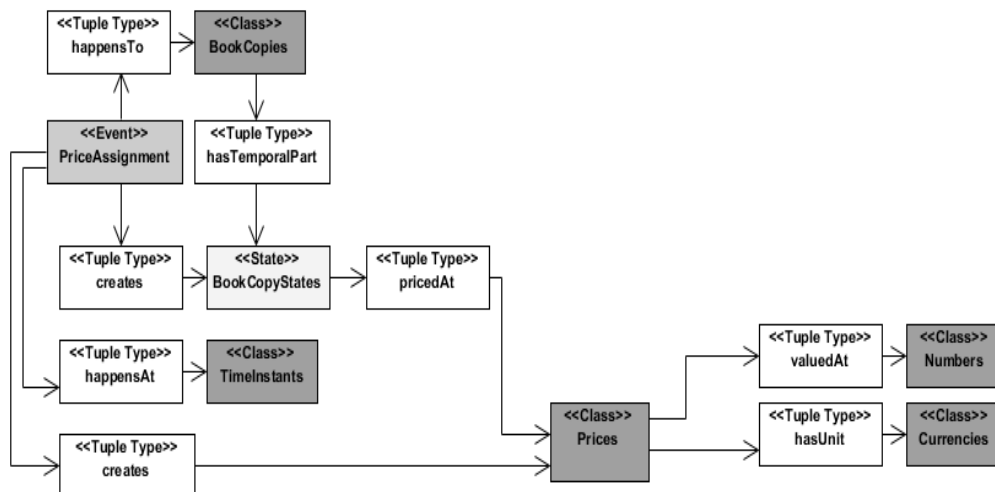 <<Tuple Type>>
happensTo
<<Class>>
BookCopies
<<Event>>
PriceAssignment
<<Tuple Type>>
hasTemporalPart
<<Tuple Type>>
creates
<<State>>
BookCopyStates
<<Tuple Type>>
pricedAt
<<Tuple Type>>
happensAt
<<Class>>
TimeInstants
<<Tuple Type>>
valuedAt
<<Class>>
Numbers
<<Class>>
Prices
<<Tuple Type>>
hasUnit
<<Class>>
Currencies
<<Tuple Type>>
creates